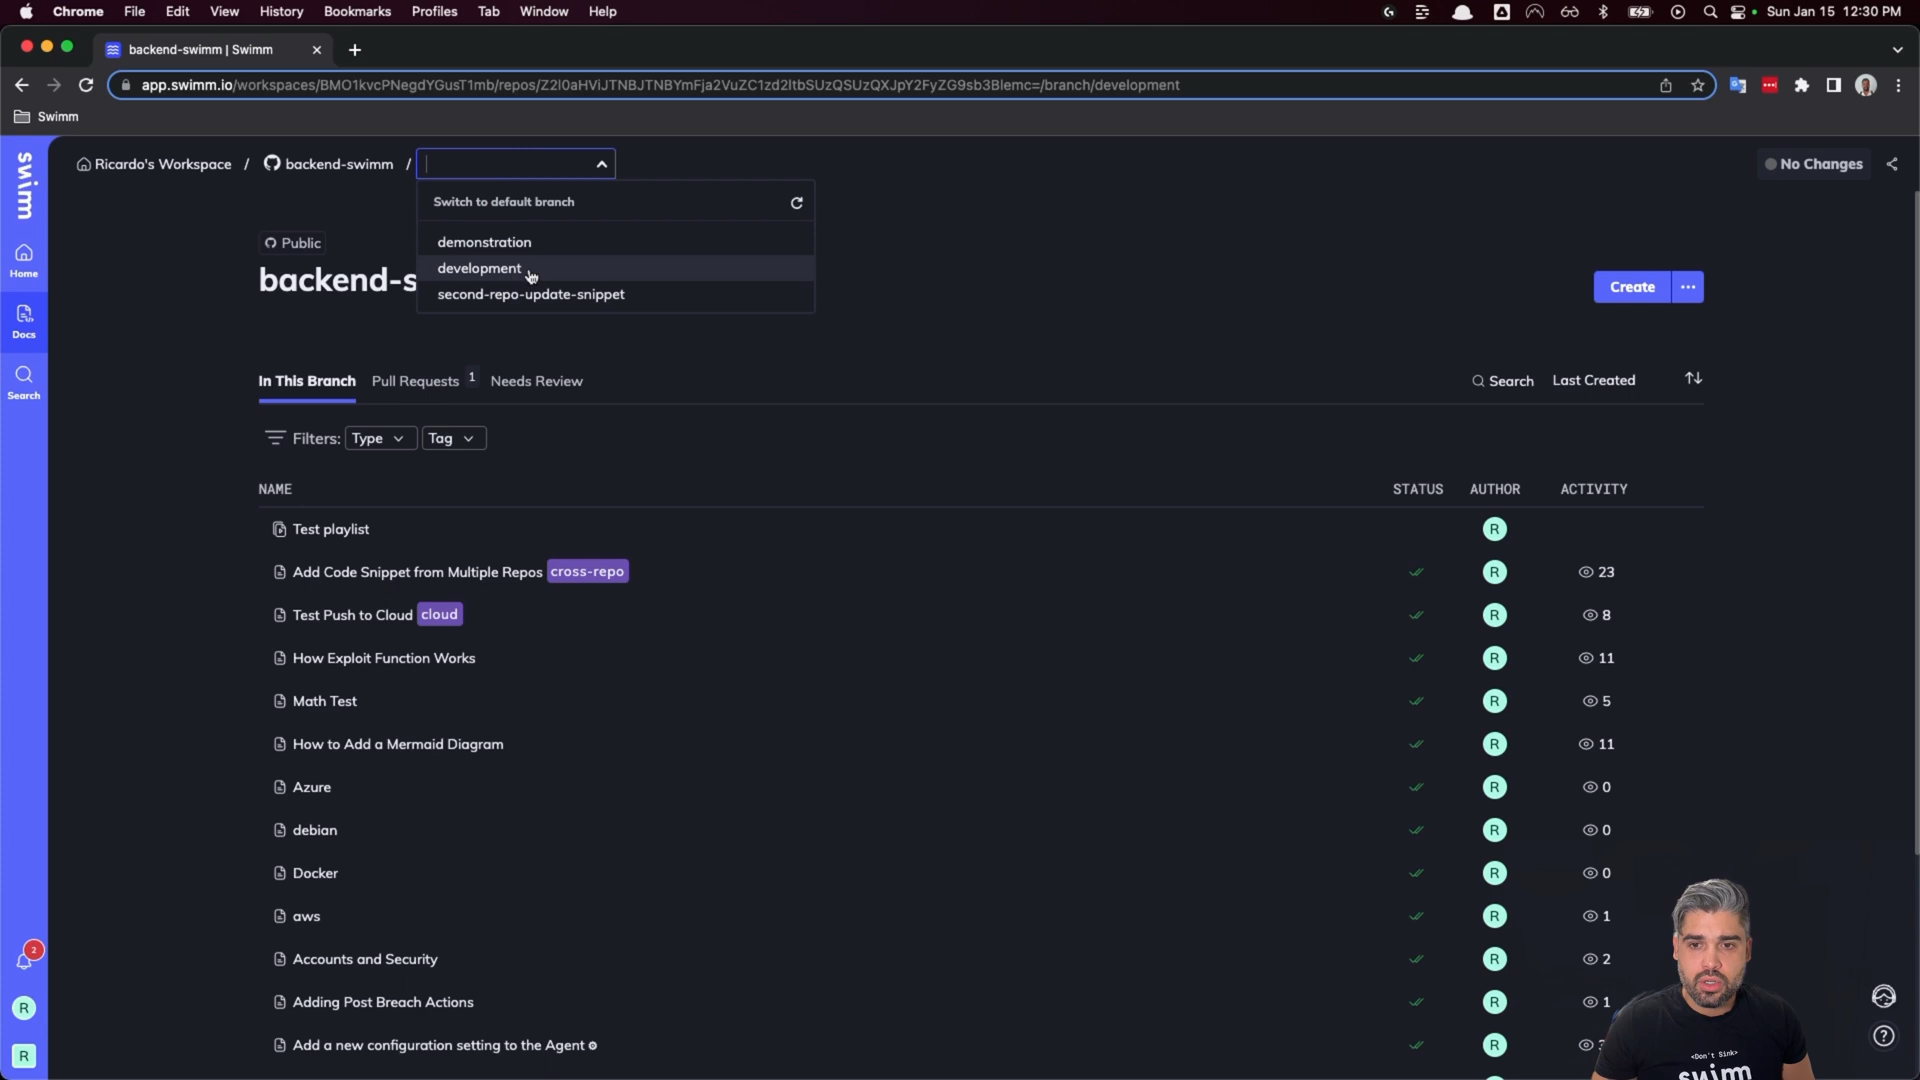 Chrome File Edit View History Bookmarks Profiles Tab Window Help Sun Jan 15 12:30 PM
backend-swimm | Swimm
app.swimm.io/workspaces/BMO1kvcPNegdYGusT1mb/repos/Z2l0aHViJTNBJTNBYmFja2VuZC1zd2ltbSUzQSUzQXJpY2FyZG9sb3Blemc=/branch/development
Swimm
swimm
Ricardo's Workspace / backend-swimm /
No Changes
Switch to default branch
demonstration
development
second-repo-update-snippet
Public
backend-s
Create ...
Home
Docs
Search
In This Branch Pull Requests 1 Needs Review
Search Last Created
Filters: Type Tag
NAME STATUS AUTHOR ACTIVITY
Test playlist R
Add Code Snippet from Multiple Repos cross-repo R 23
Test Push to Cloud cloud R 8
How Exploit Function Works R 11
Math Test R 5
How to Add a Mermaid Diagram R 11
Azure R 0
debian R 0
Docker R 0
aws R 1
Accounts and Security R 2
Adding Post Breach Actions R 1
Add a new configuration setting to the Agent R
2
R
R
?
<Don't Sink>
swimm